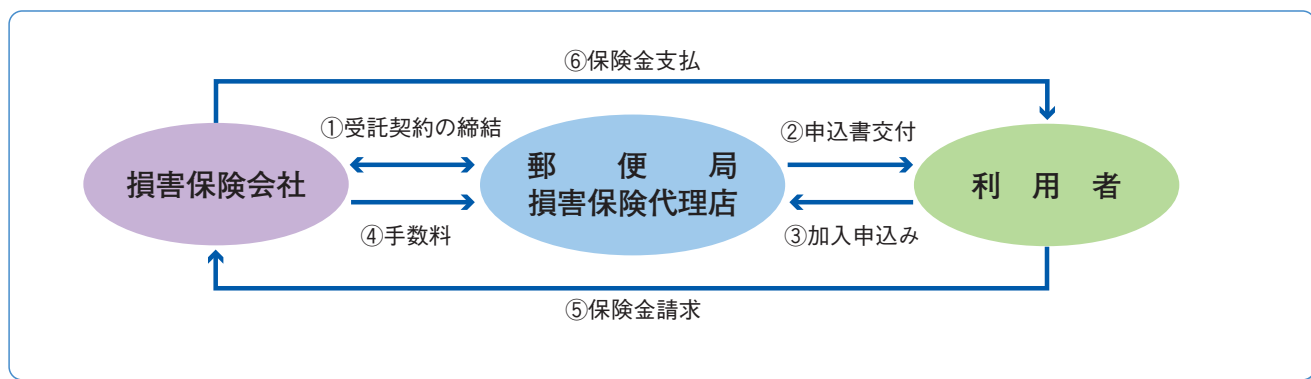 ⑥保険金支払
①受託契約の締結
②申込書交付
損害保険会社
郵便局
損害保険代理店
利用者
④手数料
③加入申込み
⑤保険金請求